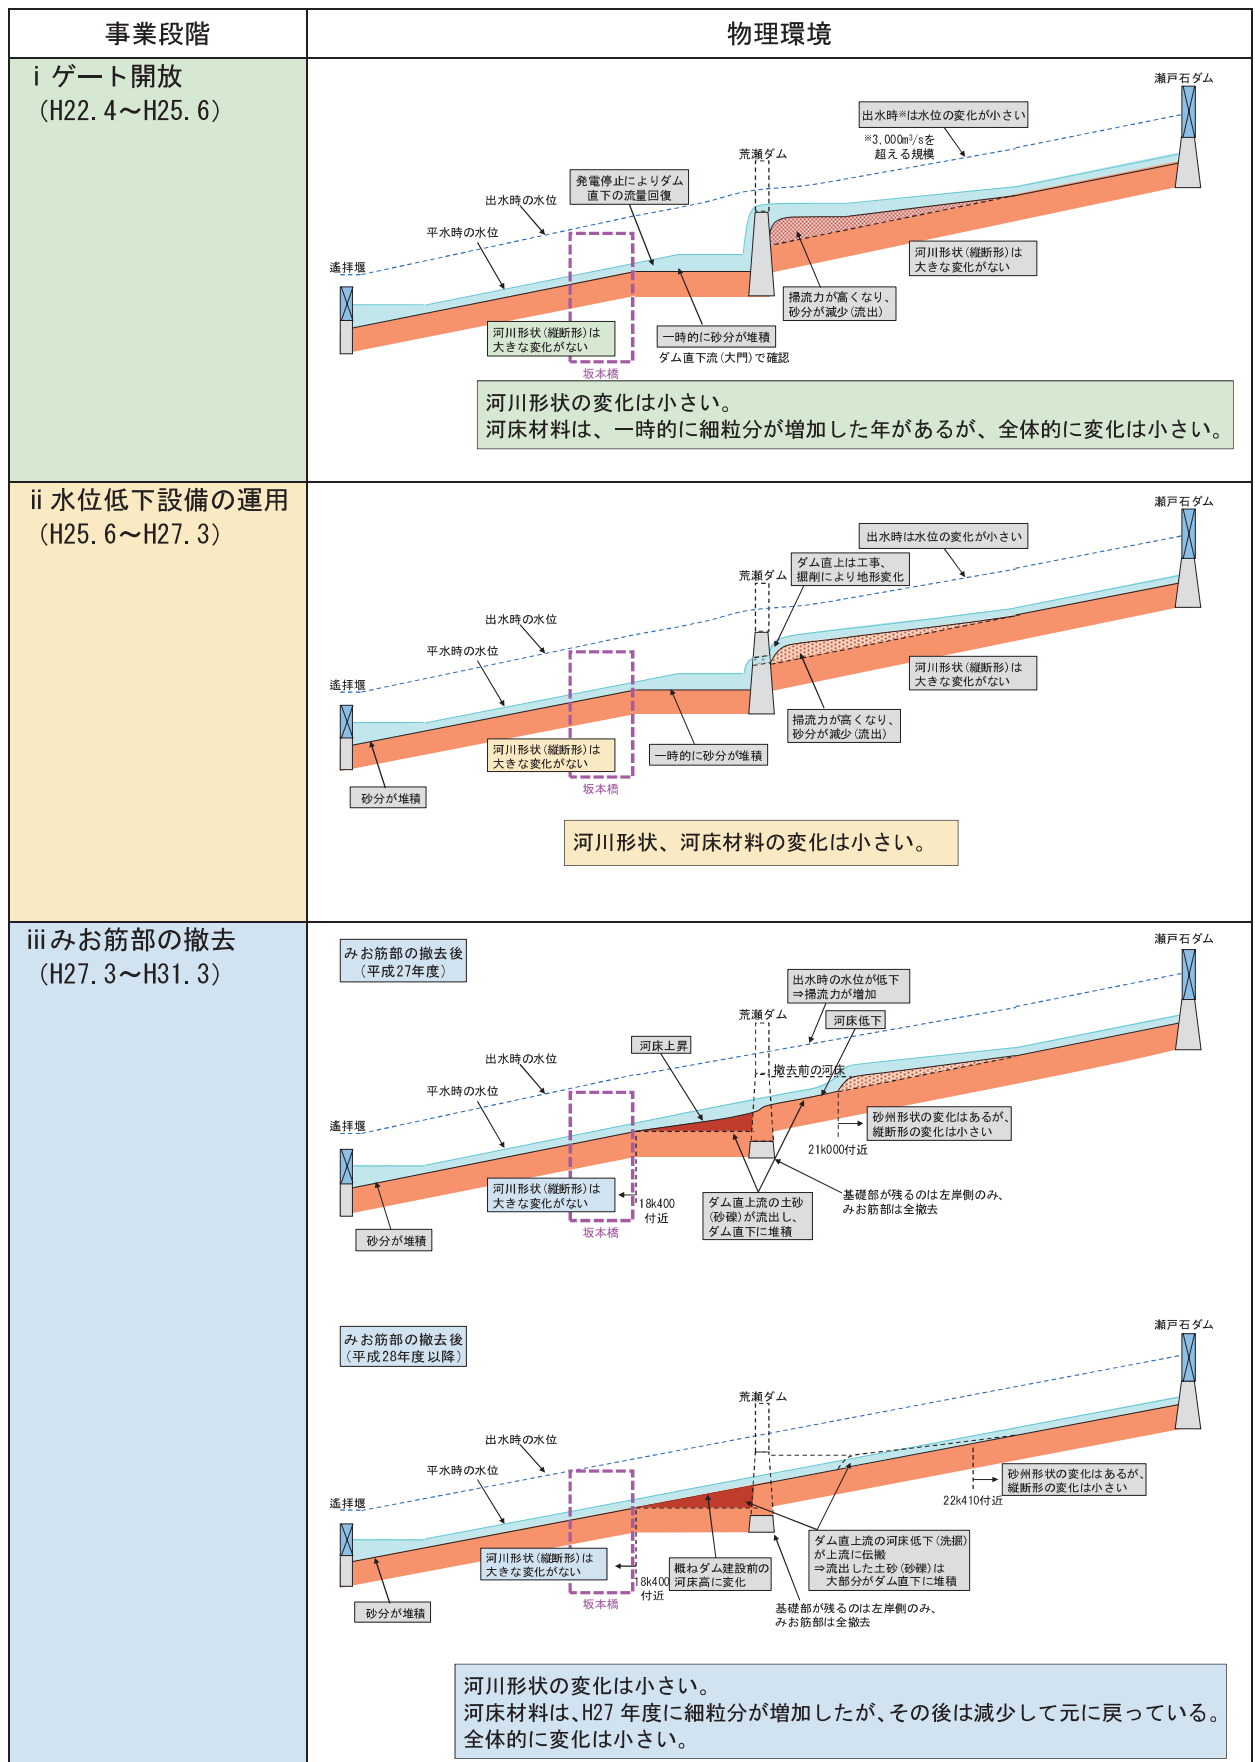 事業段階
物理環境
ⅰ ゲート開放
(H22.4～H25.6)
瀬戸石ダム
出水時※は水位の変化が小さい
※3,000m³/sを
超える規模
荒瀬ダム
発電停止によりダム
直下の流量回復
出水時の水位
平水時の水位
遙拝堰
河川形状(縦断形)は
大きな変化がない
掃流力が高くなり、
砂分が減少(流出)
河川形状(縦断形)は
大きな変化がない
一時的に砂分が堆積
ダム直下流(大門)で確認
坂本橋
河川形状の変化は小さい。
河床材料は、一時的に細粒分が増加した年があるが、全体的に変化は小さい。
ⅱ 水位低下設備の運用
(H25.6～H27.3)
瀬戸石ダム
出水時は水位の変化が小さい
ダム直上は工事、
掘削により地形変化
荒瀬ダム
出水時の水位
平水時の水位
遙拝堰
河川形状(縦断形)は
大きな変化がない
掃流力が高くなり、
砂分が減少(流出)
河川形状(縦断形)は
大きな変化がない
一時的に砂分が堆積
坂本橋
砂分が堆積
河川形状、河床材料の変化は小さい。
ⅲ みお筋部の撤去
(H27.3～H31.3)
みお筋部の撤去後
(平成27年度)
瀬戸石ダム
出水時の水位が低下
⇒掃流力が増加
荒瀬ダム
河床低下
河床上昇
出水時の水位
撤去前の河床
平水時の水位
遙拝堰
砂州形状の変化はあるが、
縦断形の変化は小さい
21k000付近
河川形状(縦断形)は
大きな変化がない
18k400
付近
ダム直上流の土砂
(砂礫)が流出し、
ダム直下に堆積
基礎部が残るのは左岸側のみ、
みお筋部は全撤去
坂本橋
砂分が堆積
みお筋部の撤去後
(平成28年度以降)
瀬戸石ダム
荒瀬ダム
出水時の水位
平水時の水位
遙拝堰
砂州形状の変化はあるが、
縦断形の変化は小さい
22k410付近
河川形状(縦断形)は
大きな変化がない
18k400
付近
概ねダム建設前の
河床高に変化
ダム直上流の河床低下(洗掘)
が上流に伝搬
⇒流出した土砂(砂礫)は
大部分がダム直下に堆積
坂本橋
砂分が堆積
基礎部が残るのは左岸側のみ、
みお筋部は全撤去
河川形状の変化は小さい。
河床材料は、H27 年度に細粒分が増加したが、その後は減少して元に戻っている。
全体的に変化は小さい。